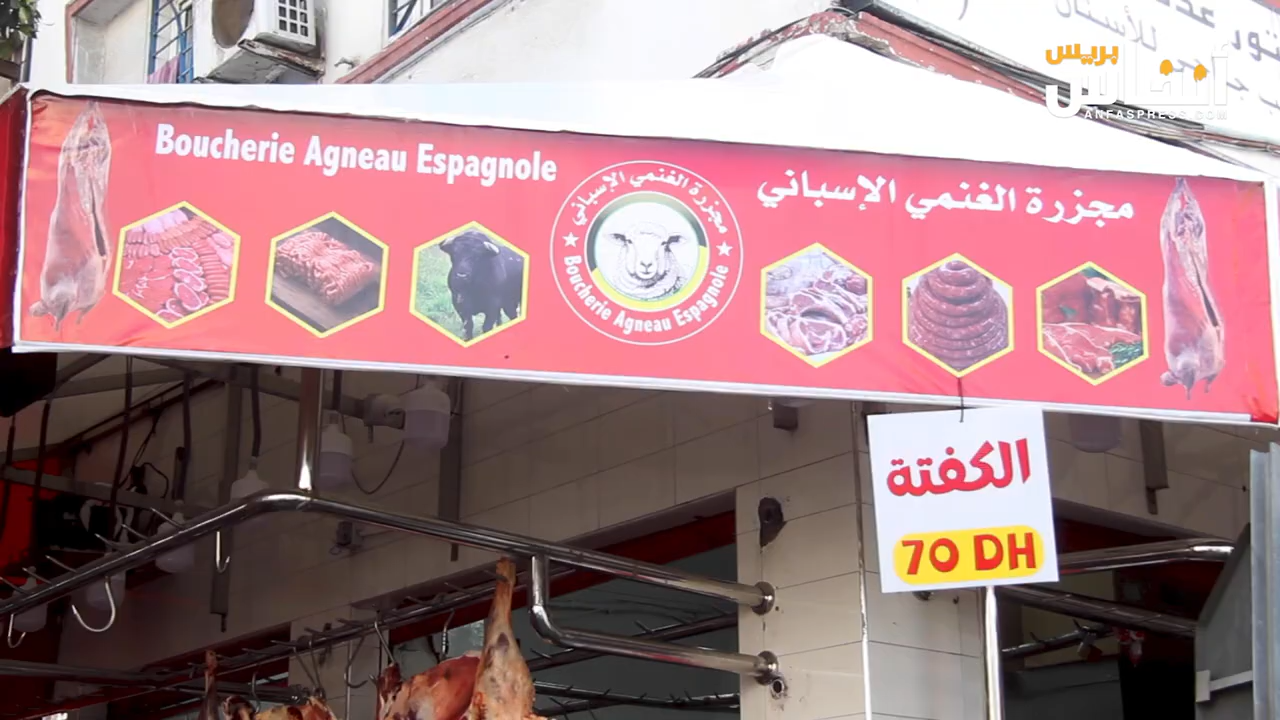 أنفاس بريس
ANFASPRESS.COM
Boucherie Agneau Espagnole
مجزرة الغنمي الإسباني
مجزرة الغنمي الإسباني
Boucherie Agneau Espagnole
الكفتة
70 DH